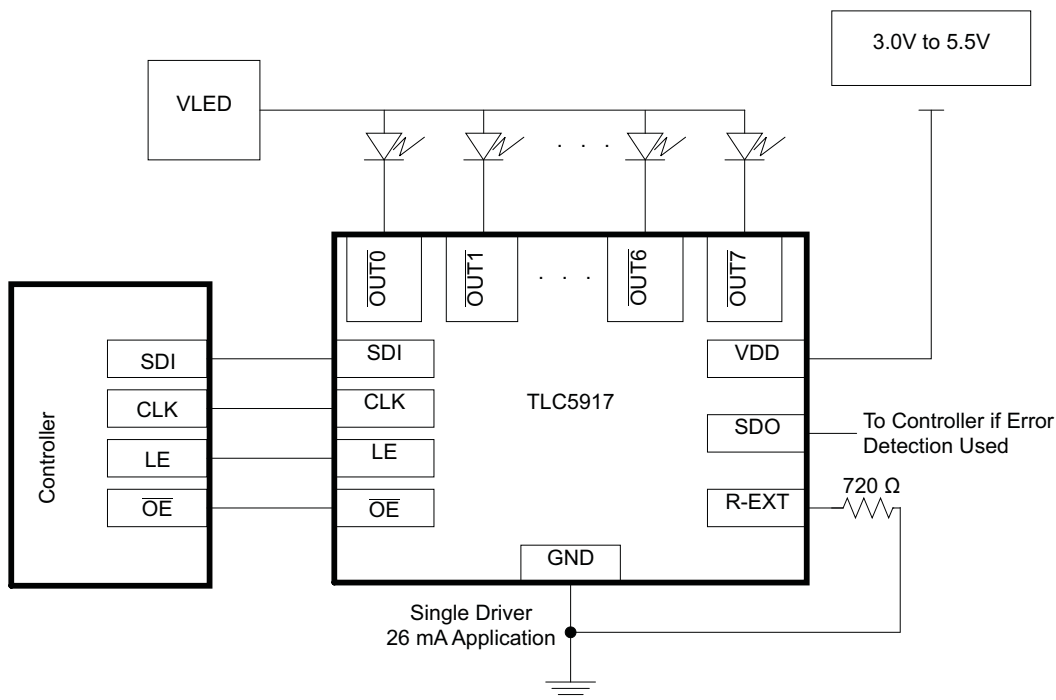 3.0V to 5.5V
VLED
· · ·
OUT0
OUT1
· · ·
OUT6
OUT7
Controller
SDI
CLK
LE
OE
SDI
CLK
LE
OE
TLC5917
VDD
SDO
R-EXT
GND
To Controller if Error
Detection Used
720 Ω
Single Driver
26 mA Application